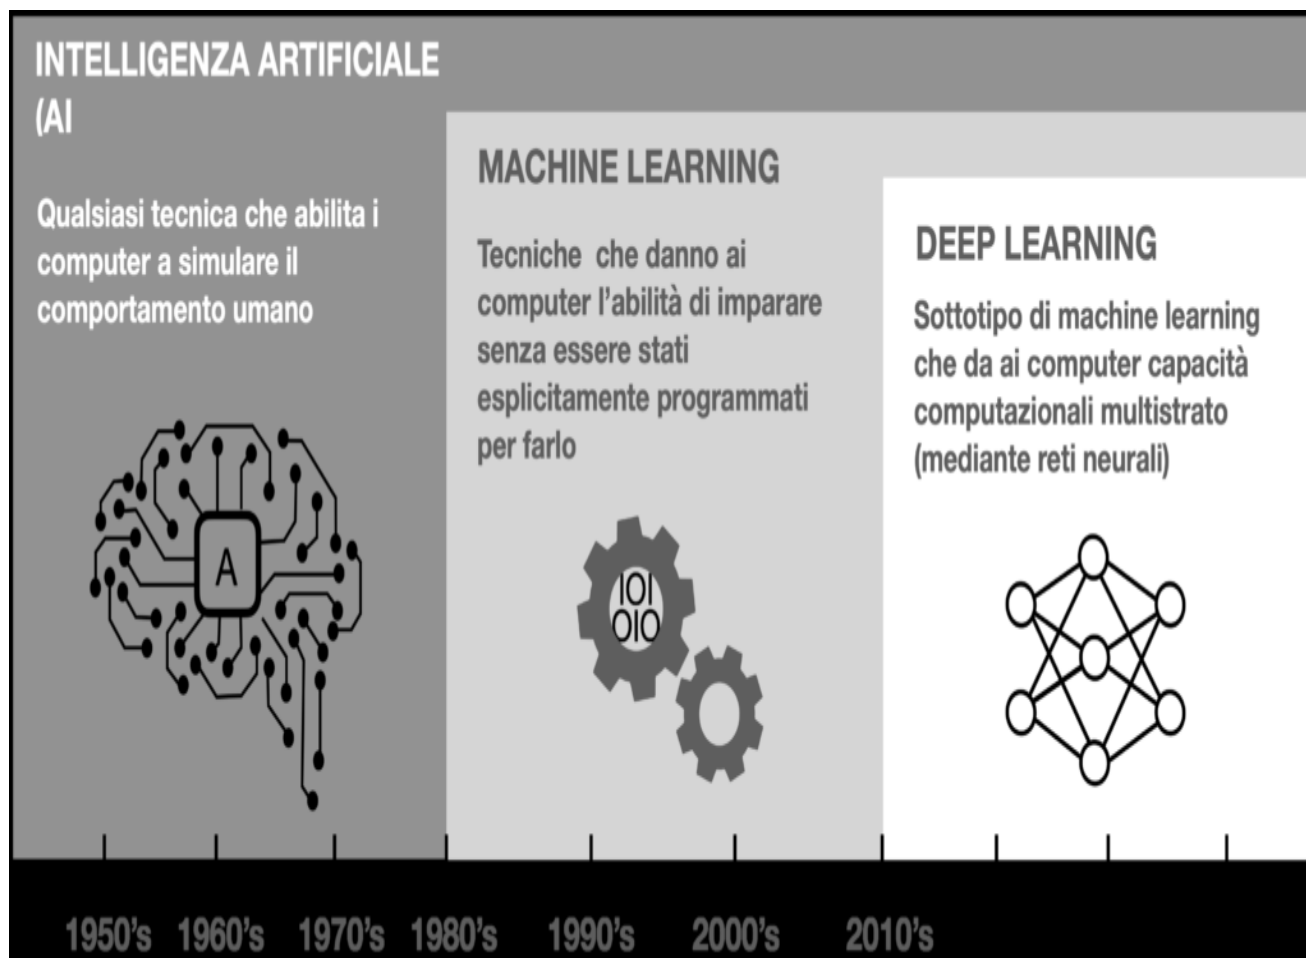 INTELLIGENZA ARTIFICIALE
(AI
Qualsiasi tecnica che abilita i
computer a simulare il
comportamento umano
A
MACHINE LEARNING
Tecniche che danno ai
computer l'abilità di imparare
senza essere stati
esplicitamente programmati
per farlo
IOI
OIO
DEEP LEARNING
Sottotipo di machine learning
che da ai computer capacità
computazionali multistrato
(mediante reti neurali)
1950's 1960's 1970's 1980's 1990's 2000's 2010's